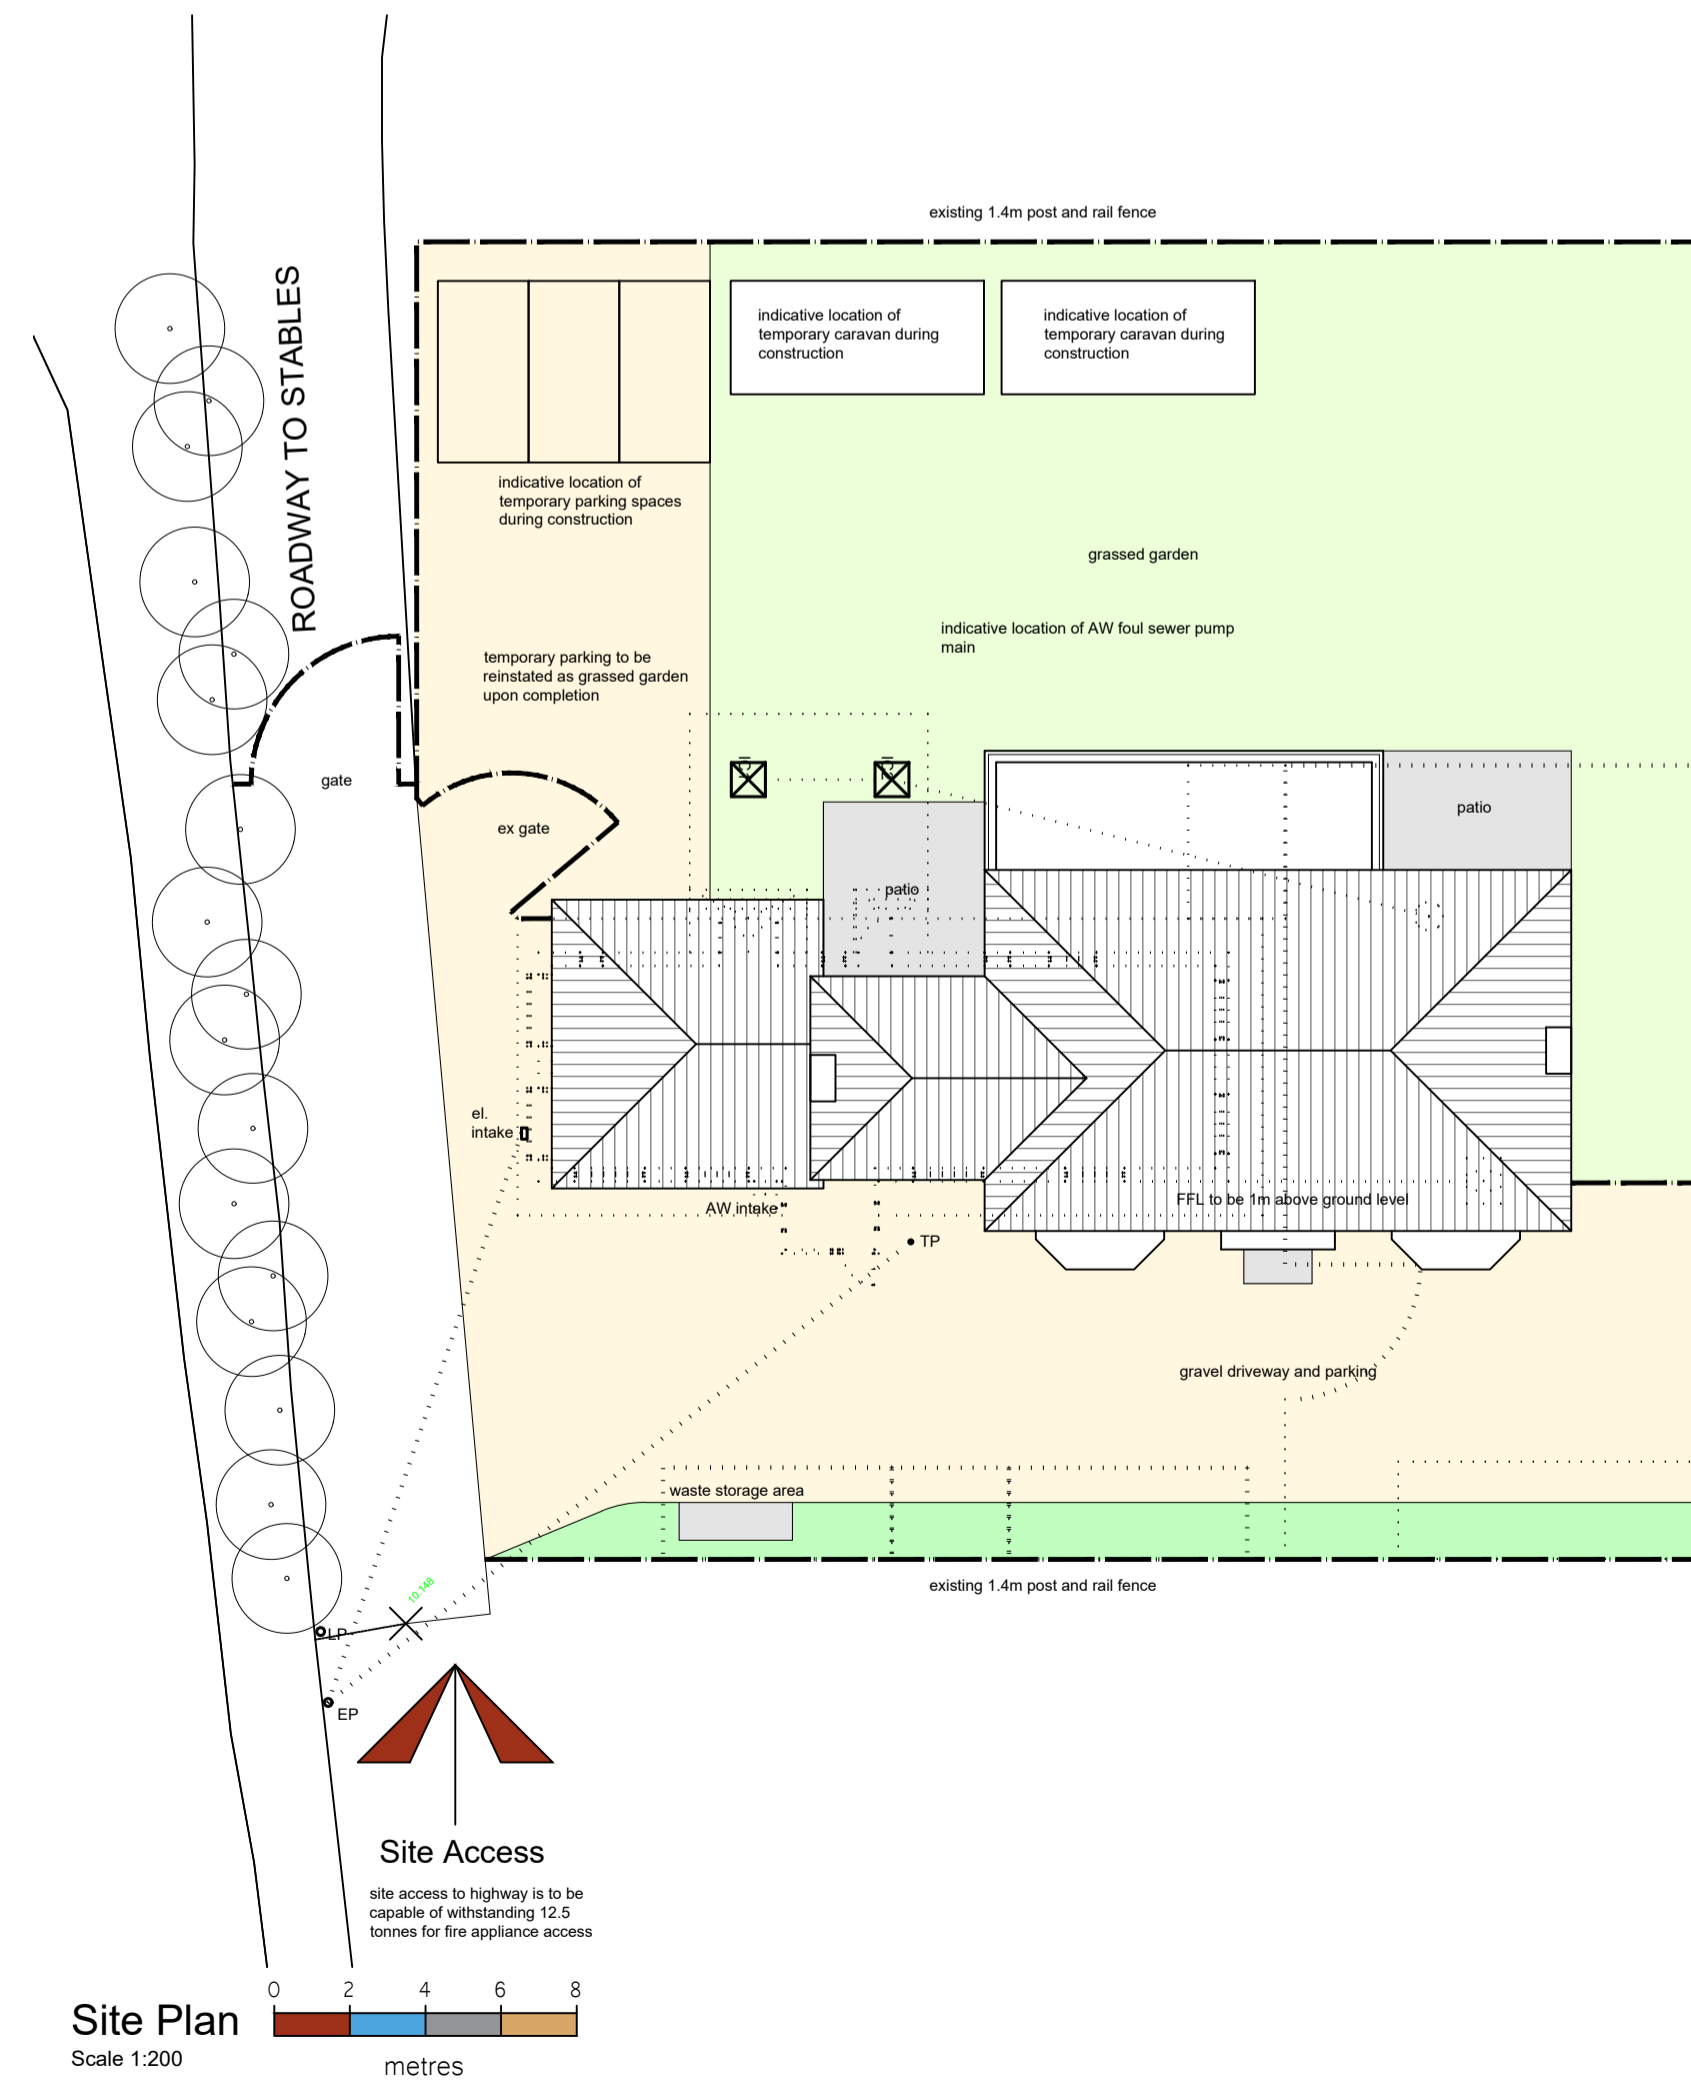 existing 1.4m post and rail fence
ROADWAY TO STABLES
indicative location of
temporary caravan during
construction
indicative location of
temporary caravan during
construction
indicative location of
temporary parking spaces
during construction
grassed garden
indicative location of AW foul sewer pump
main
temporary parking to be
reinstated as grassed garden
upon completion
gate
ex gate
patio
patio
el.
intake
AW intake
FFL to be 1m above ground level
TP
gravel driveway and parking
waste storage area
existing 1.4m post and rail fence
10.148
LP
EP
Site Access
site access to highway is to be
capable of withstanding 12.5
tonnes for fire appliance access
0 2 4 6 8
Site Plan
Scale 1:200
metres